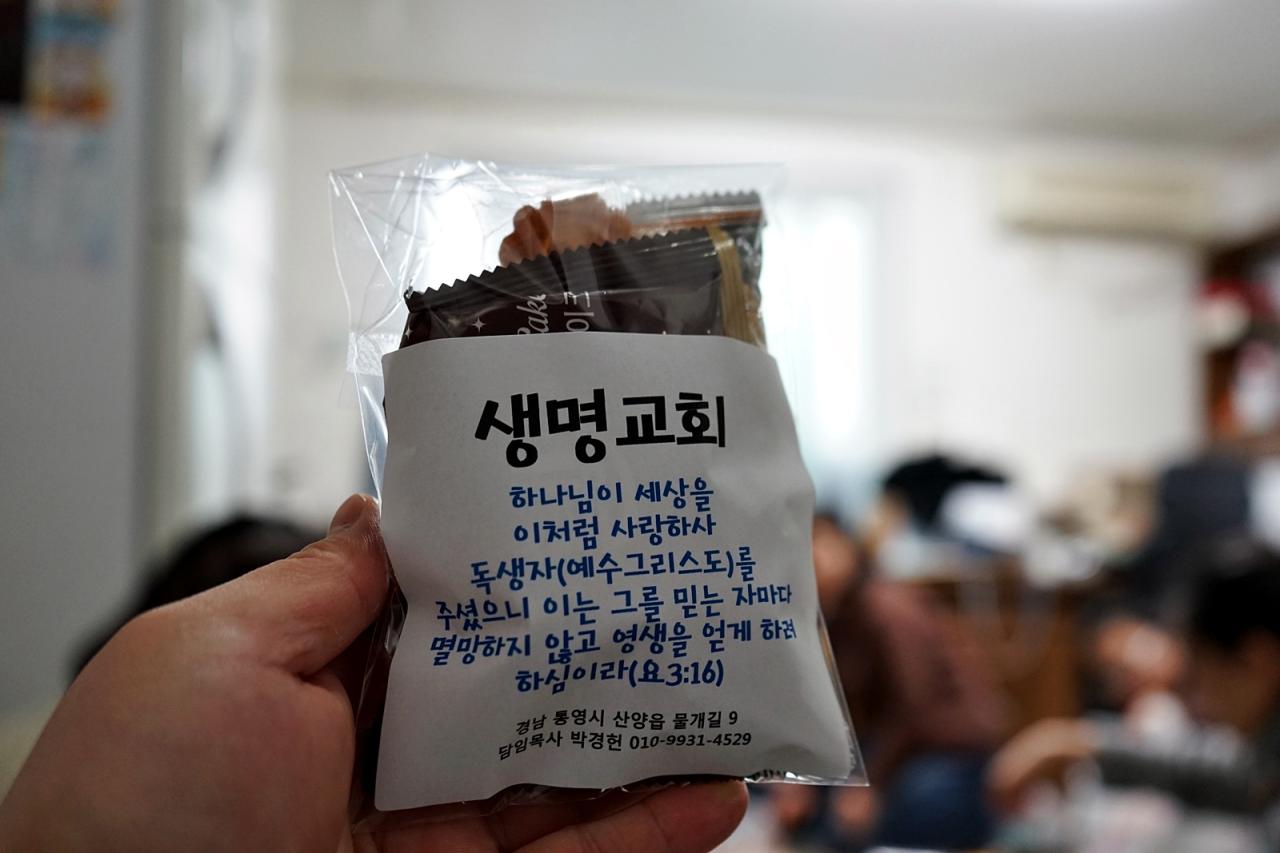 생명교회
하나님이 세상을
이처럼 사랑하사
독생자(예수그리스도)를
주셨으니 이는 그를 믿는 자마다
멸망하지 않고 영생을 얻게 하려
하심이라(요3:16)
경남 통영시 산양읍 물개길 9
담임목사 박경헌 010-9931-4529